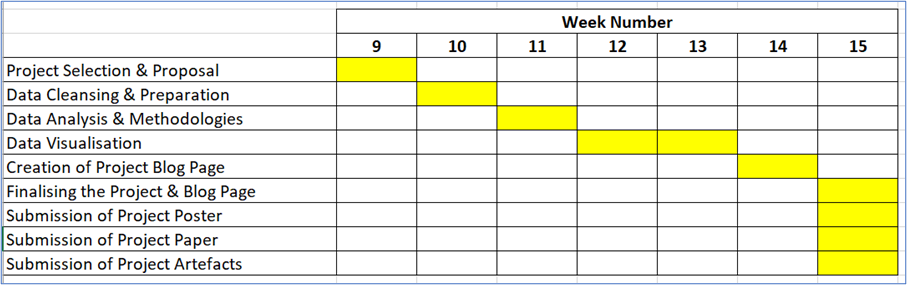 Week Number
9 10 11 12 13 14 15
Project Selection & Proposal
Data Cleansing & Preparation
Data Analysis & Methodologies
Data Visualisation
Creation of Project Blog Page
Finalising the Project & Blog Page
Submission of Project Poster
Submission of Project Paper
Submission of Project Artefacts